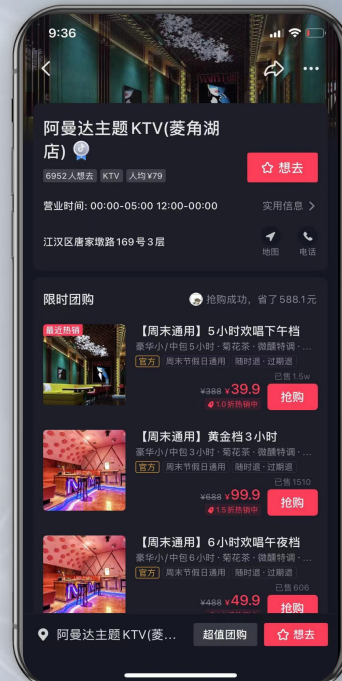 9:36
阿曼达主题KTV(菱角湖
店)
6952人想去 KTV 人均¥79
想去
营业时间: 00:00-05:00 12:00-00:00 实用信息
江汉区唐家墩路169号3层
地图 电话
限时团购 抢购成功，省了588.1元
最近热销
【周末通用】5小时欢唱下午档
豪华小/中包5小时·菊花茶·微醺特调·...
官方 周末节假日通用 随时退·过期退
已售1.5w
¥388 ¥39.9 抢购
1.0折热销中
【周末通用】黄金档3小时
豪华小/中包3小时·菊花茶·微醺特调·...
官方 周末节假日通用 随时退·过期退
已售1510
¥688 ¥99.9 抢购
1.5折热销中
【周末通用】6小时欢唱午夜档
豪华小/中包6小时·菊花茶·微醺特调·...
官方 周末节假日通用 随时退·过期退
已售606
¥488 ¥49.9 抢购
阿曼达主题KTV(菱... 超值团购 想去